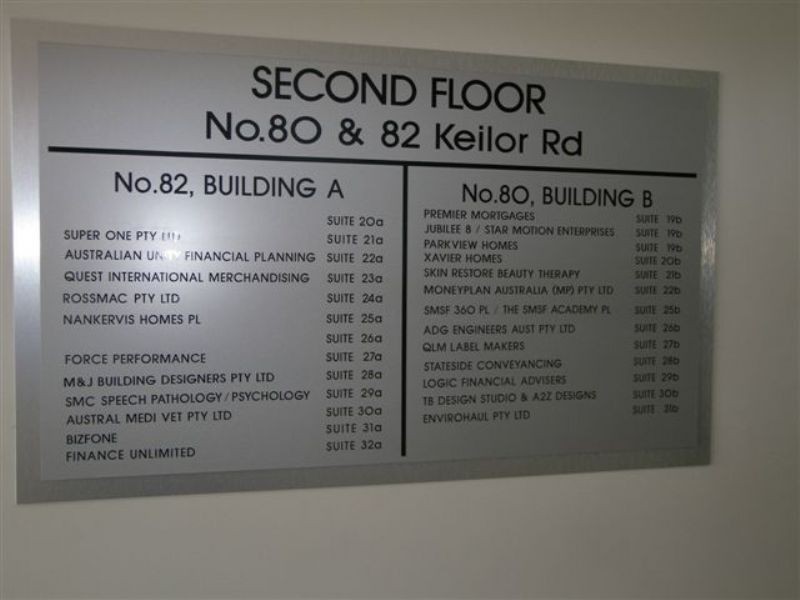 SECOND FLOOR
No.80 & 82 Keilor Rd
No.82, BUILDING A
SUITE 20a
SUPER ONE PTY LTD SUITE 21a
AUSTRALIAN UNITY FINANCIAL PLANNING SUITE 22a
QUEST INTERNATIONAL MERCHANDISING SUITE 23a
ROSSMAC PTY LTD SUITE 24a
NANKERVIS HOMES PL SUITE 25a
SUITE 26a
FORCE PERFORMANCE SUITE 27a
M&J BUILDING DESIGNERS PTY LTD SUITE 28a
SMC SPEECH PATHOLOGY/PSYCHOLOGY SUITE 29a
AUSTRAL MEDI VET PTY LTD SUITE 30a
BIZFONE SUITE 31a
FINANCE UNLIMITED SUITE 32a
No.80, BUILDING B
PREMIER MORTGAGES SUITE 19b
JUBILEE 8 / STAR MOTION ENTERPRISES SUITE 19b
PARKVIEW HOMES SUITE 19b
XAVIER HOMES SUITE 20b
SKIN RESTORE BEAUTY THERAPY SUITE 21b
MONEYPLAN AUSTRALIA (MP) PTY LTD SUITE 22b
SMSF 360 PL / THE SMSF ACADEMY PL SUITE 25b
ADG ENGINEERS AUST PTY LTD SUITE 26b
QLM LABEL MAKERS SUITE 27b
STATESIDE CONVEYANCING SUITE 28b
LOGIC FINANCIAL ADVISERS SUITE 29b
TB DESIGN STUDIO & A2Z DESIGNS SUITE 30b
ENVIROHAUL PTY LTD SUITE 31b